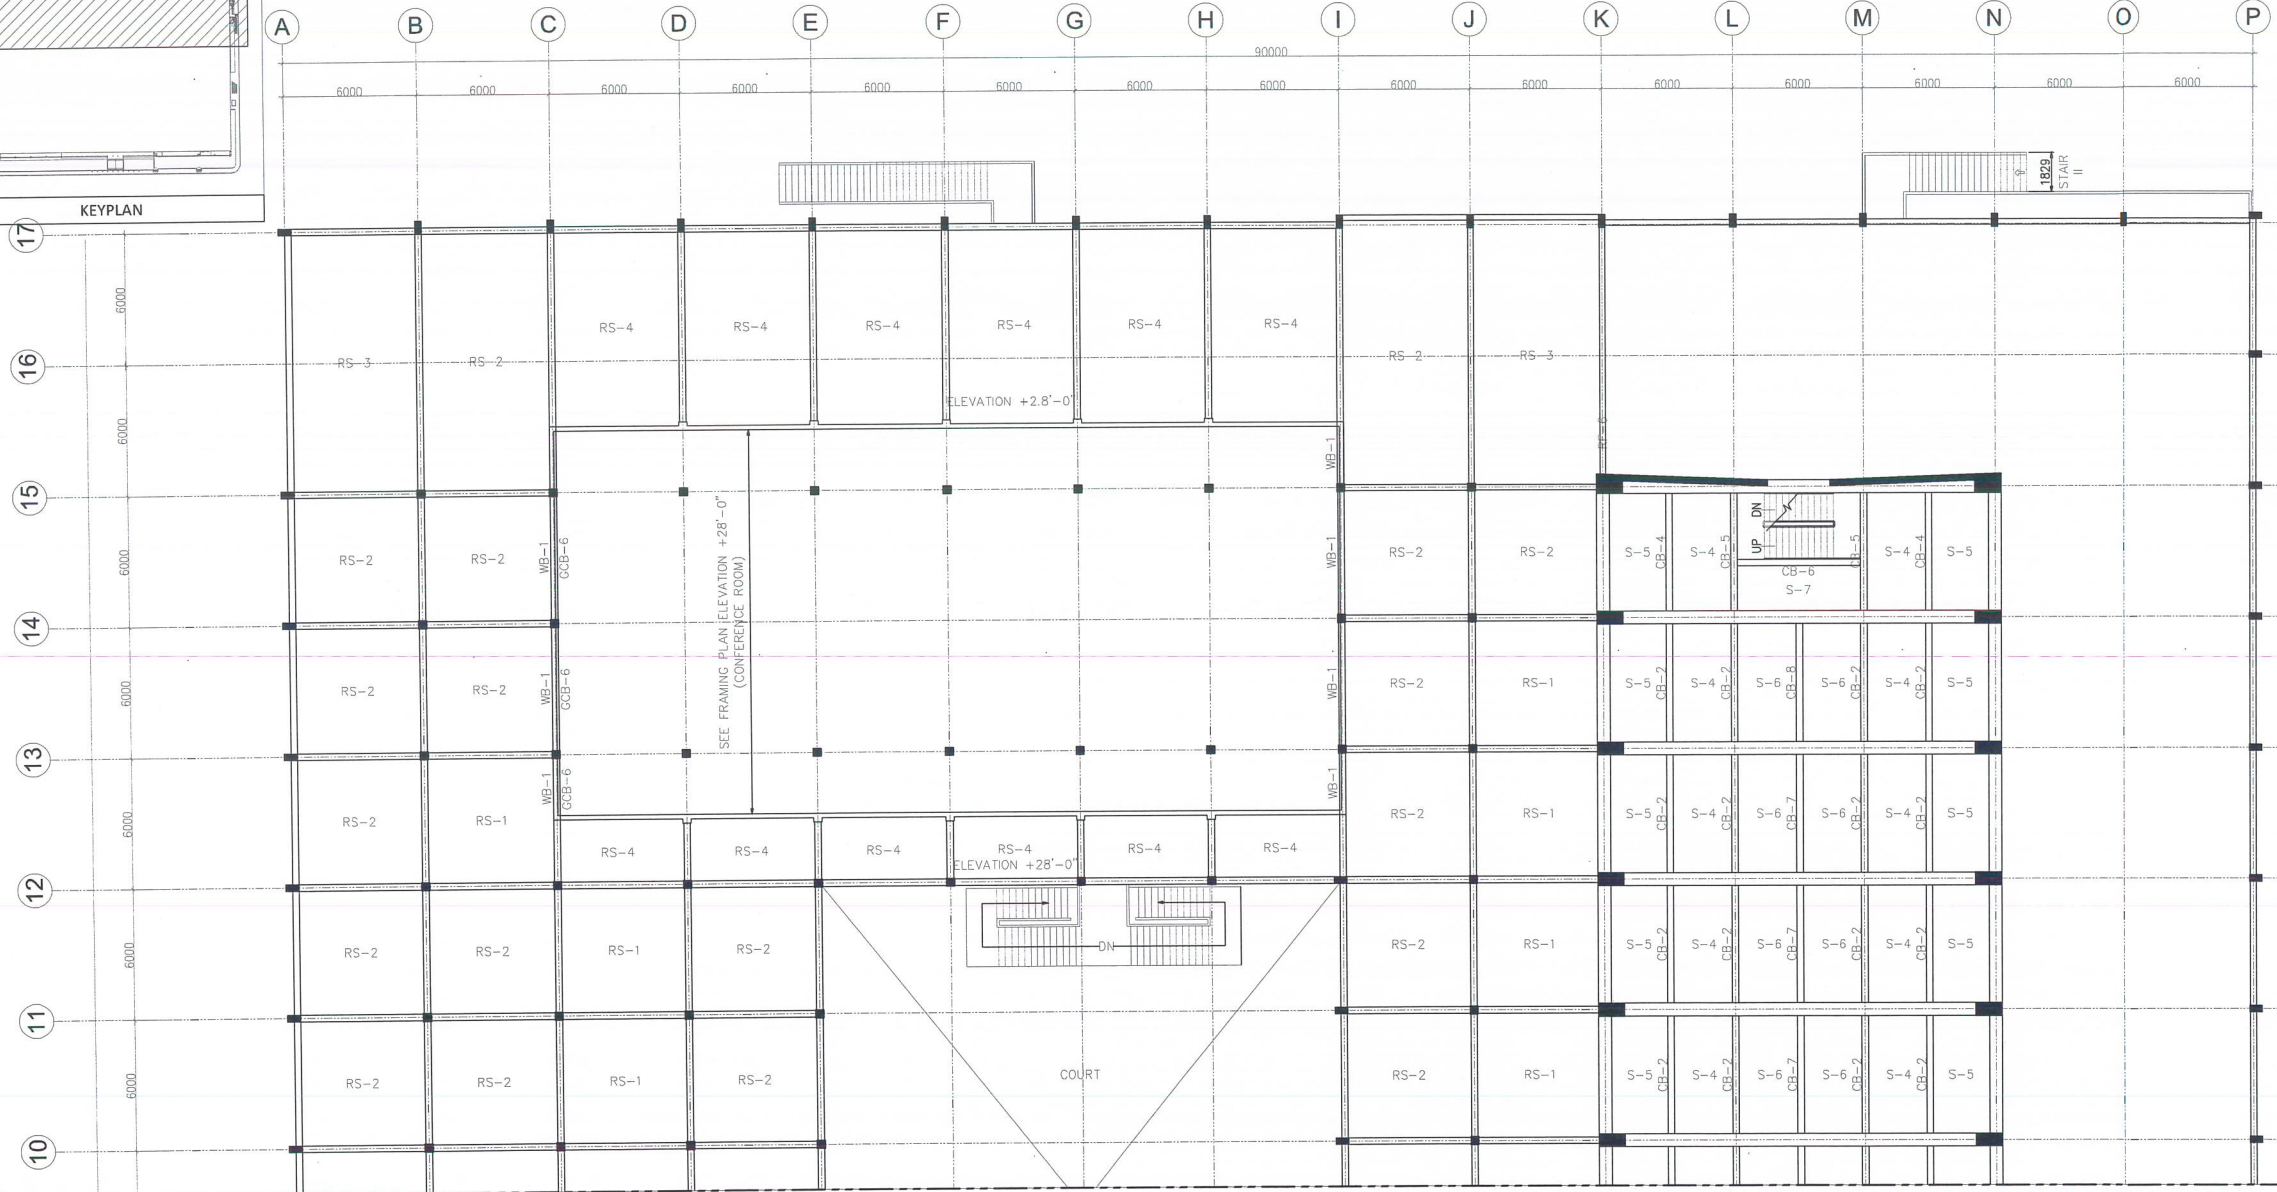 A B C D E F G H I J K L M N O P
90000
6000 6000 6000 6000 6000 6000 6000 6000 6000 6000 6000 6000 6000 6000 6000
1829
STAIR
II
KEYPLAN
17
6000
RS-4 RS-4 RS-4 RS-4 RS-4 RS-4
16
RS-3 RS-2 RS-2 RS-3
ELEVATION +2.8'-0"
6000
WB-1
15
SEE FRAMING PLAN ELEVATION +28'-0"
(CONFERENCE ROOM)
6000
RS-2 RS-2 WB-1 GCB-6 WB-1 RS-2 RS-2 S-5 CB-4 S-4 CB-5 UP DN CB-5 S-4 CB-4 S-5
CB-6
S-7
14
6000
RS-2 RS-2 WB-1 GCB-6 WB-1 RS-2 RS-1 S-5 CB-2 S-4 CB-2 S-6 CB-8 S-6 CB-2 S-4 CB-2 S-5
13
6000
RS-2 RS-1 WB-1 GCB-6 WB-1 RS-2 RS-1 S-5 CB-2 S-4 CB-2 S-6 CB-7 S-6 CB-2 S-4 CB-2 S-5
RS-4 RS-4 RS-4 RS-4 RS-4 RS-4
ELEVATION +28'-0"
12
6000
RS-2 RS-2 RS-1 RS-2 DN RS-2 RS-1 S-5 CB-2 S-4 CB-2 S-6 CB-7 S-6 CB-2 S-4 CB-2 S-5
11
6000
RS-2 RS-2 RS-1 RS-2 COURT RS-2 RS-1 S-5 CB-2 S-4 CB-2 S-6 CB-7 S-6 CB-2 S-4 CB-2 S-5
10